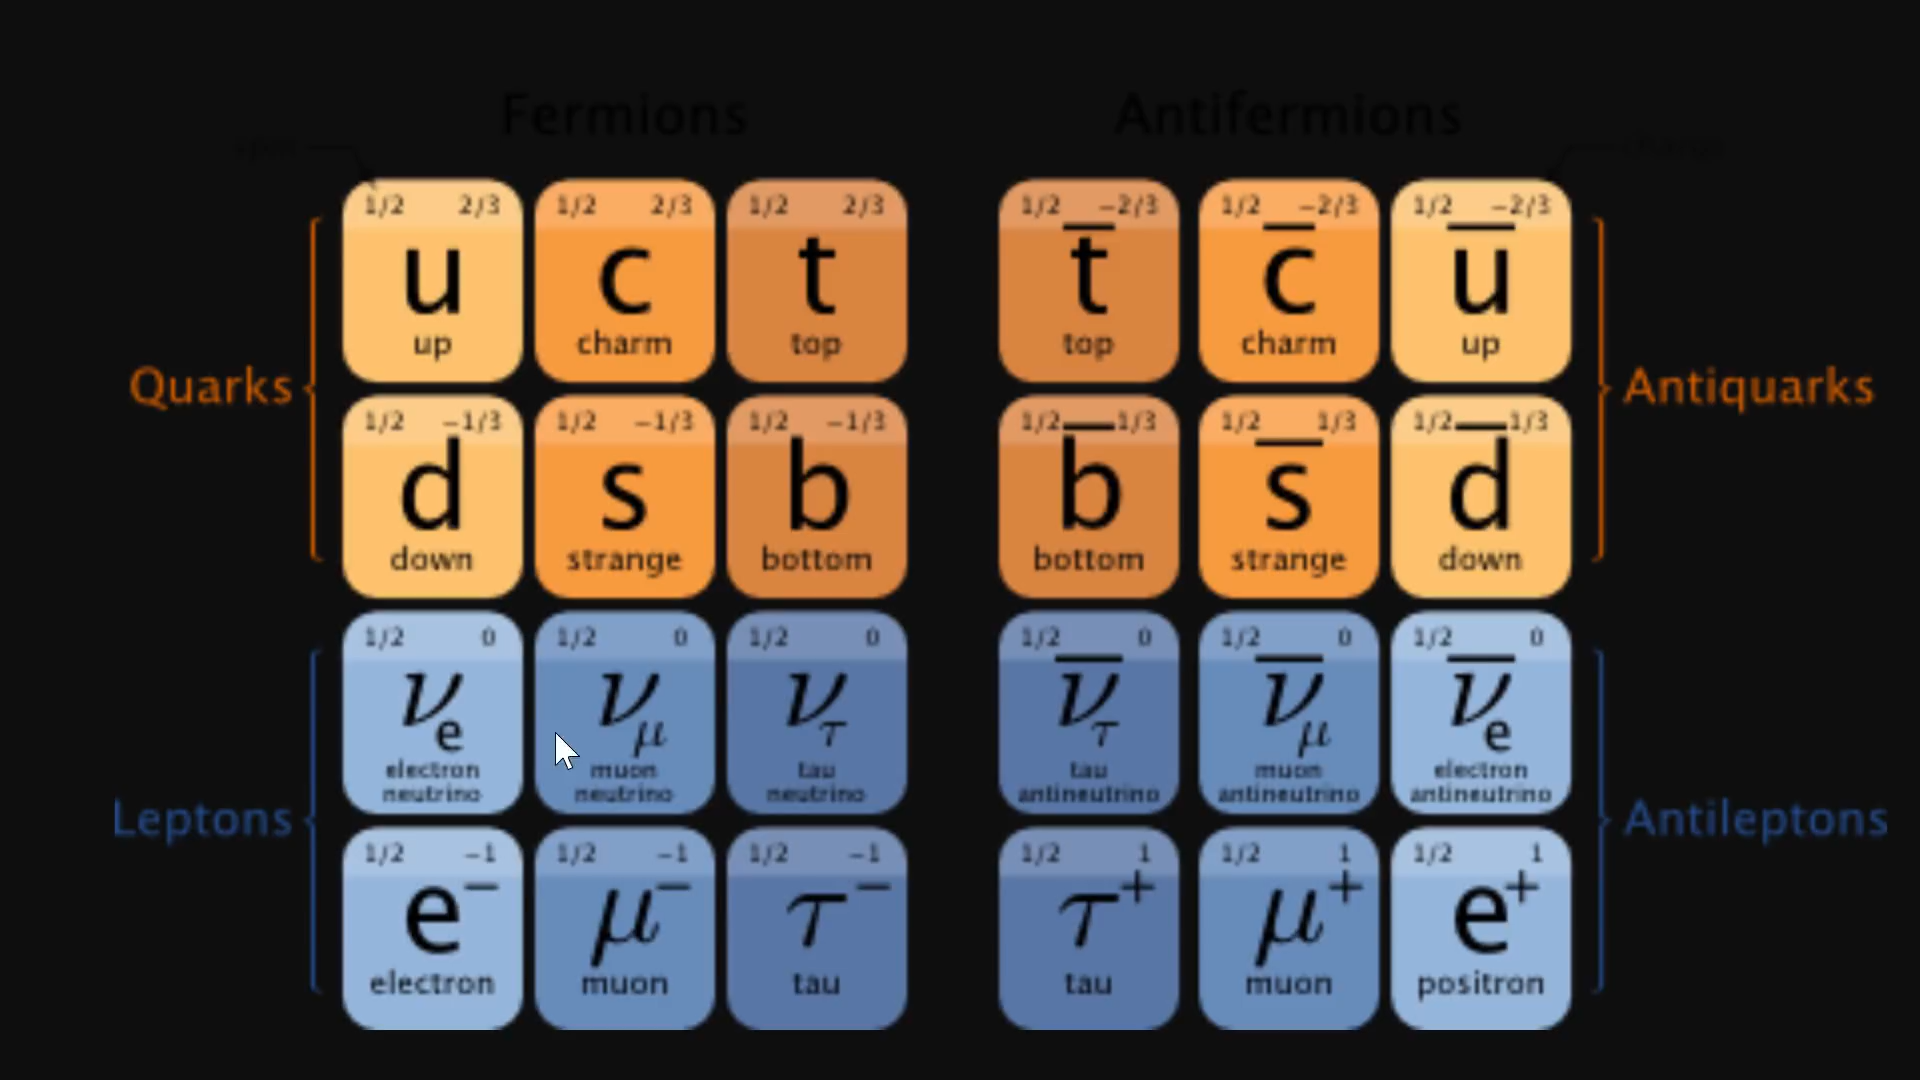 Fermions Antifermions
spin charge
1/2 2/3 1/2 2/3 1/2 2/3 1/2 −2/3 1/2 −2/3 1/2 −2/3
u c t t̅ c̅ u̅
up charm top top charm up
Quarks Antiquarks
1/2 −1/3 1/2 −1/3 1/2 −1/3 1/2 1/3 1/2 1/3 1/2 1/3
d s b b̅ s̅ d̅
down strange bottom bottom strange down
1/2 0 1/2 0 1/2 0 1/2 0 1/2 0 1/2 0
νe νμ ντ ν̅τ ν̅μ ν̅e
electron muon tau tau muon electron
neutrino neutrino neutrino antineutrino antineutrino antineutrino
Leptons Antileptons
1/2 −1 1/2 −1 1/2 −1 1/2 1 1/2 1 1/2 1
e− μ− τ− τ+ μ+ e+
electron muon tau tau muon positron